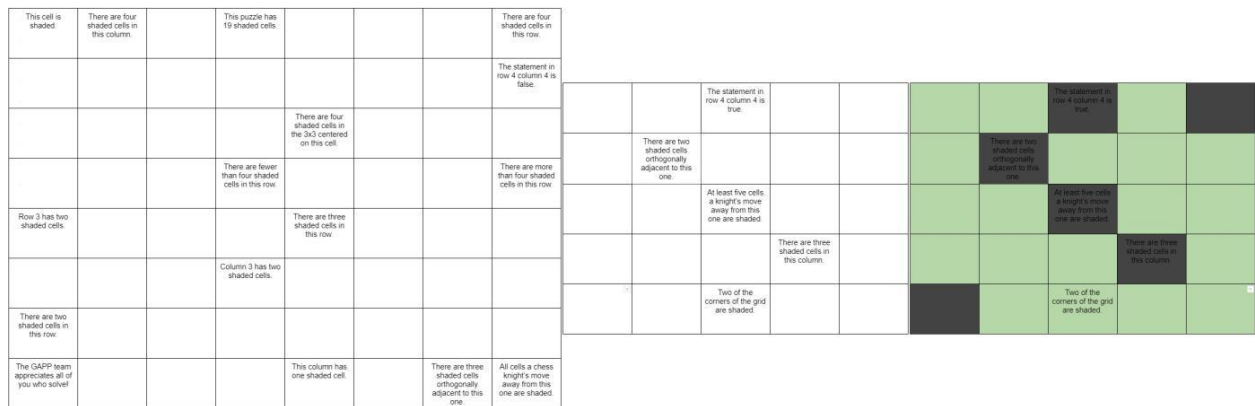 This cell is
shaded.
There are four
shaded cells in
this column.
This puzzle has
19 shaded cells.
There are four
shaded cells in
this row.
The statement in
row 4 column 4 is
false.
There are four
shaded cells in
the 3x3 centered
on this cell.
There are fewer
than four shaded
cells in this row.
There are more
than four shaded
cells in this row.
Row 3 has two
shaded cells.
There are three
shaded cells in
this row.
Column 3 has two
shaded cells.
There are two
shaded cells in
this row.
The GAPP team
appreciates all of
you who solve!
This column has
one shaded cell.
There are three
shaded cells
orthogonally
adjacent to this
one.
All cells a chess
knight's move
away from this
one are shaded.
The statement in
row 4 column 4 is
true.
There are two
shaded cells
orthogonally
adjacent to this
one.
At least five cells
a knight's move
away from this
one are shaded.
There are three
shaded cells in
this column.
Two of the
corners of the grid
are shaded.
The statement in
row 4 column 4 is
true.
There are two
shaded cells
orthogonally
adjacent to this
one.
At least five cells
a knight's move
away from this
one are shaded.
There are three
shaded cells in
this column.
Two of the
corners of the grid
are shaded.